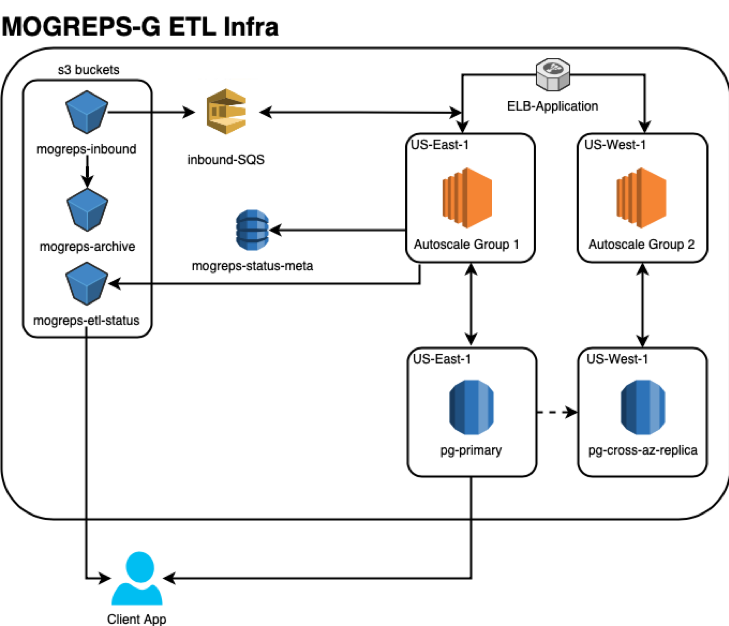 MOGREPS-G ETL Infra
s3 buckets
mogreps-inbound
mogreps-archive
mogreps-etl-status
inbound-SQS
mogreps-status-meta
ELB-Application
US-East-1
Autoscale Group 1
US-West-1
Autoscale Group 2
US-East-1
pg-primary
US-West-1
pg-cross-az-replica
Client App